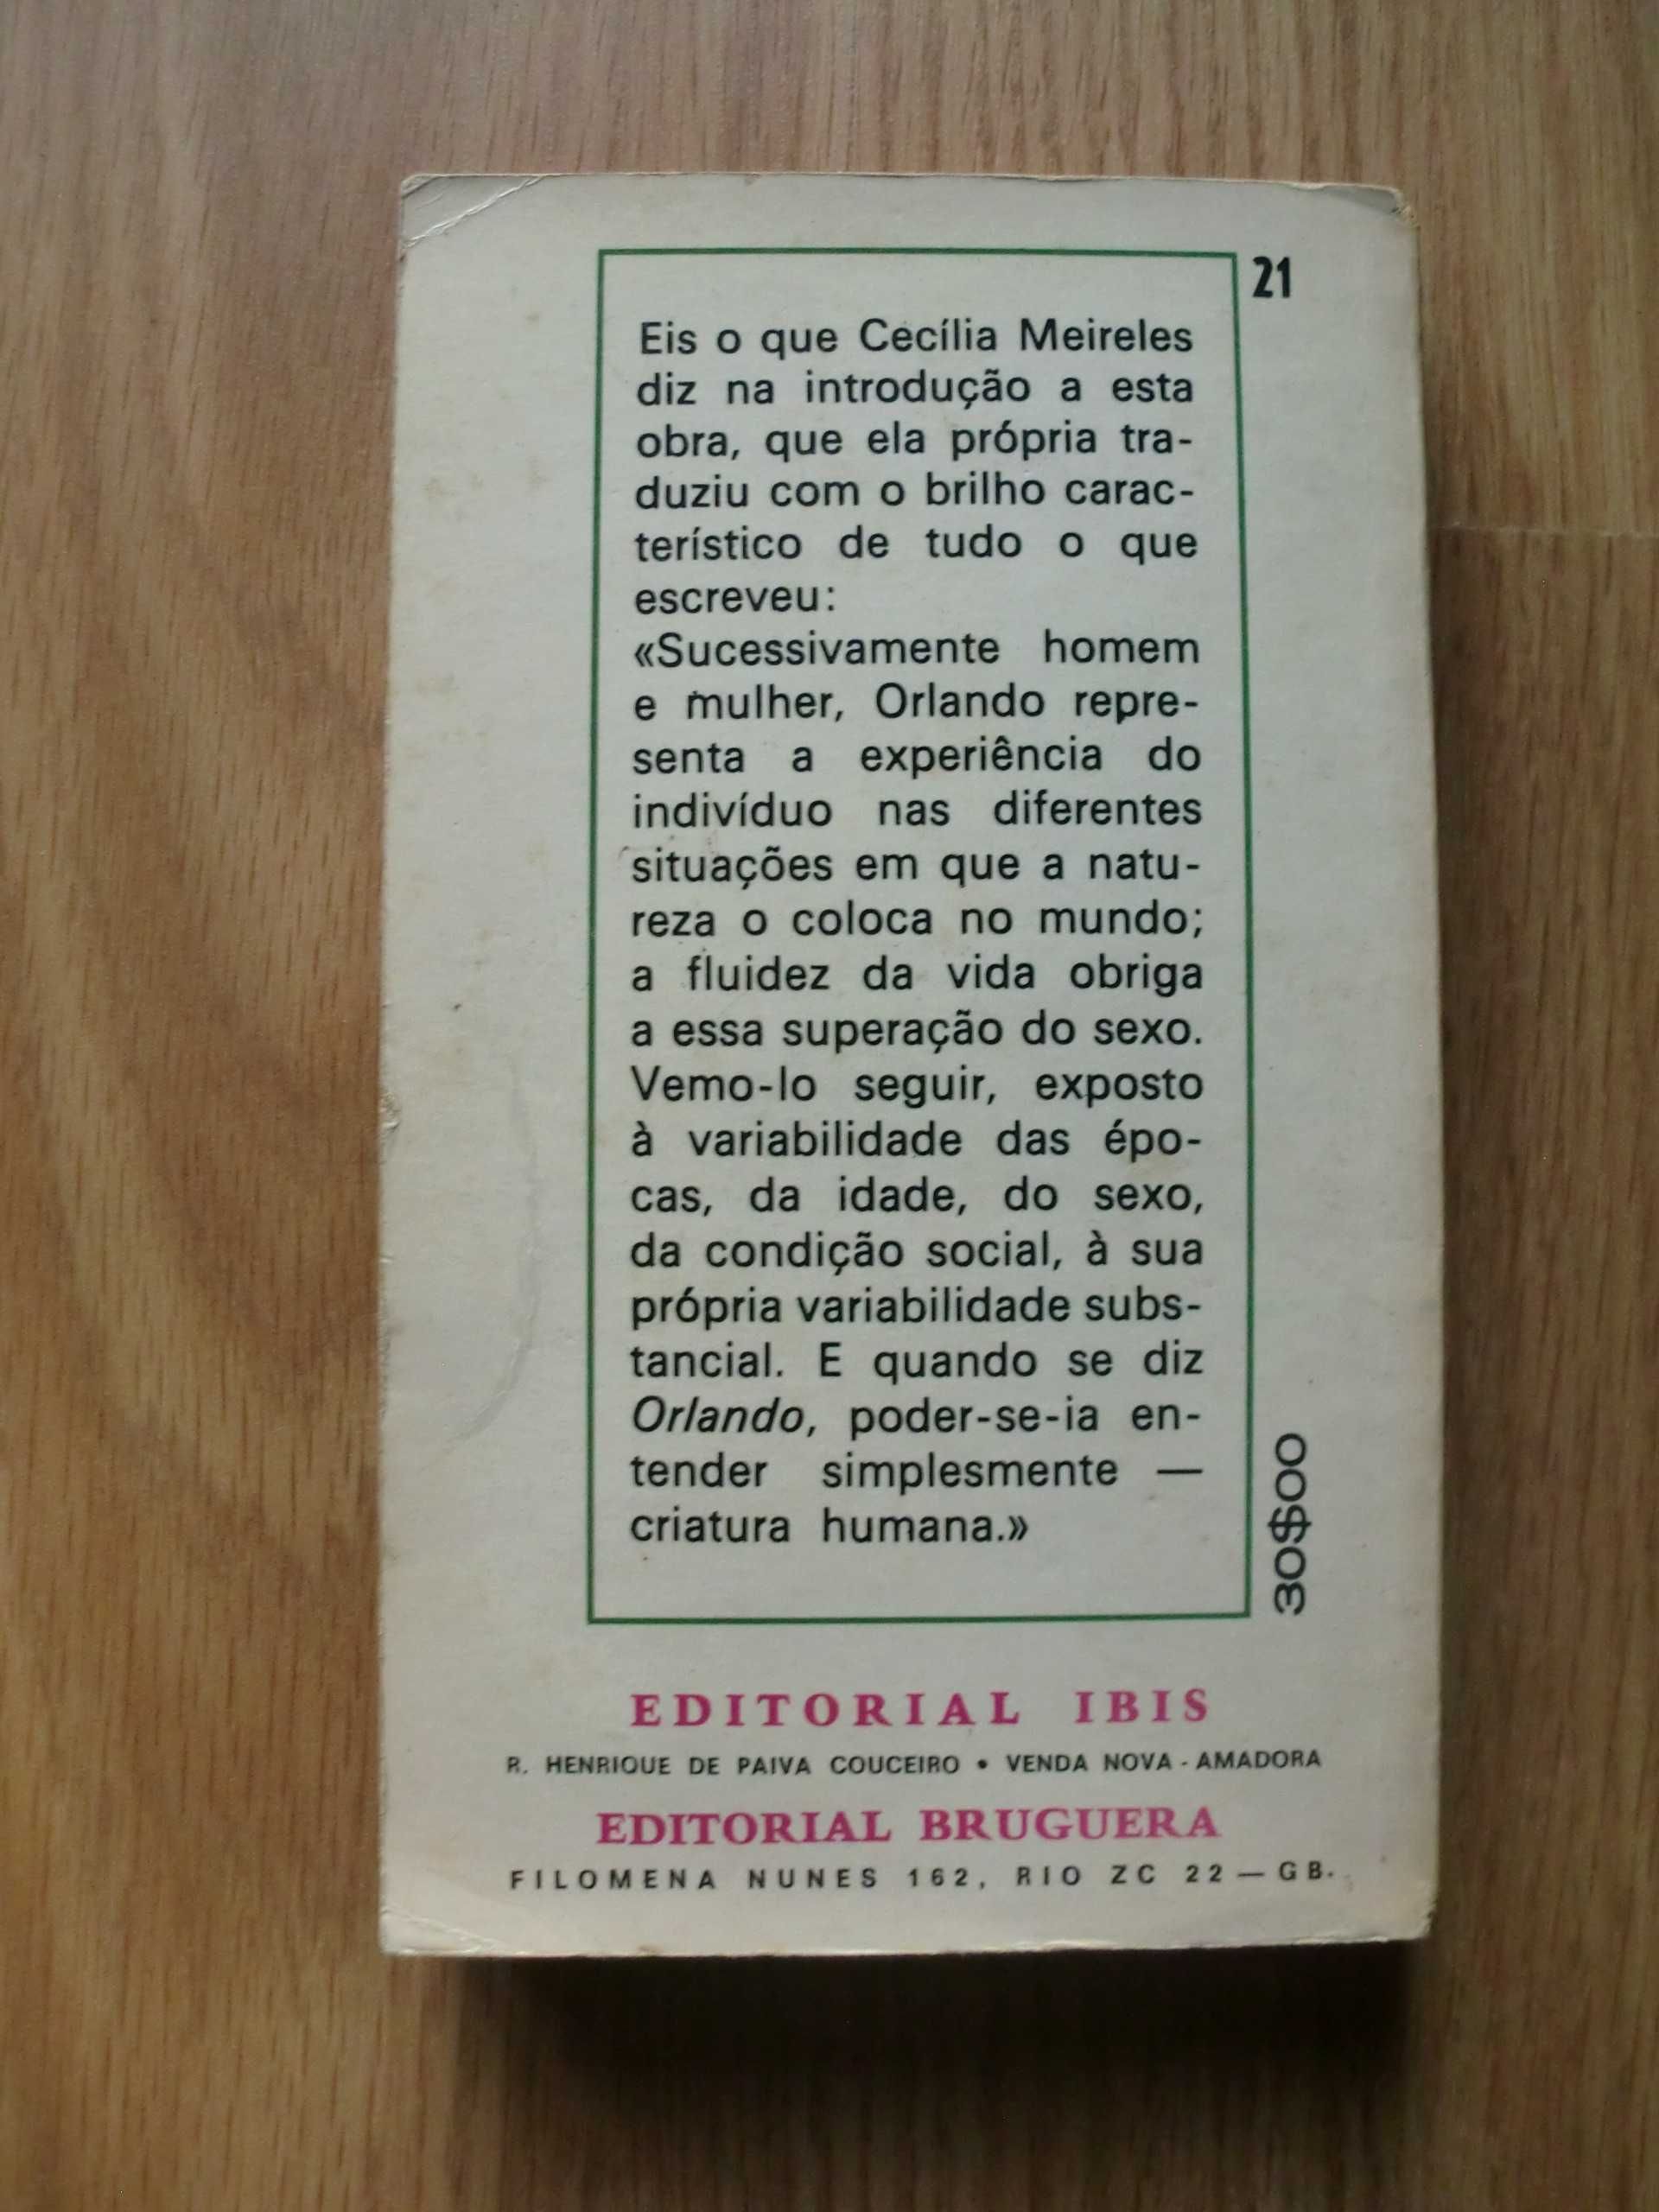 21
Eis o que Cecília Meireles
diz na introdução a esta
obra, que ela própria tra-
duziu com o brilho carac-
terístico de tudo o que
escreveu:
«Sucessivamente homem
e mulher, Orlando repre-
senta a experiência do
indivíduo nas diferentes
situações em que a natu-
reza o coloca no mundo;
a fluidez da vida obriga
a essa superação do sexo.
Vemo-lo seguir, exposto
à variabilidade das épo-
cas, da idade, do sexo,
da condição social, à sua
própria variabilidade subs-
tancial. E quando se diz
Orlando, poder-se-ia en-
tender simplesmente —
criatura humana.»
30$00
EDITORIAL IBIS
R. HENRIQUE DE PAIVA COUCEIRO • VENDA NOVA - AMADORA
EDITORIAL BRUGUERA
FILOMENA NUNES 162, RIO ZC 22 — GB.